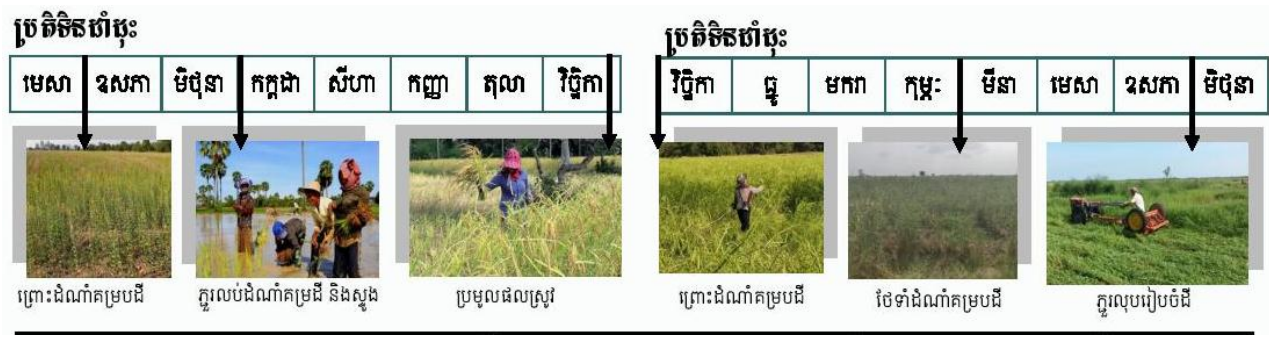 ប្រតិទិនដាំដុះ
មេសា ឧសភា មិថុនា កក្កដា សីហា កញ្ញា តុលា វិច្ឆិកា
ព្រោះដំណាំគម្របដី
ភ្ជួរលប់ដំណាំគម្រដី និងស្ទូង
ប្រមូលផលស្រូវ
ប្រតិទិនដាំដុះ
វិច្ឆិកា ធ្នូ មករា កុម្ភៈ មីនា មេសា ឧសភា មិថុនា
ព្រោះដំណាំគម្របដី
ថែទាំដំណាំគម្របដី
ភ្ជួរលុបរៀបចំដី